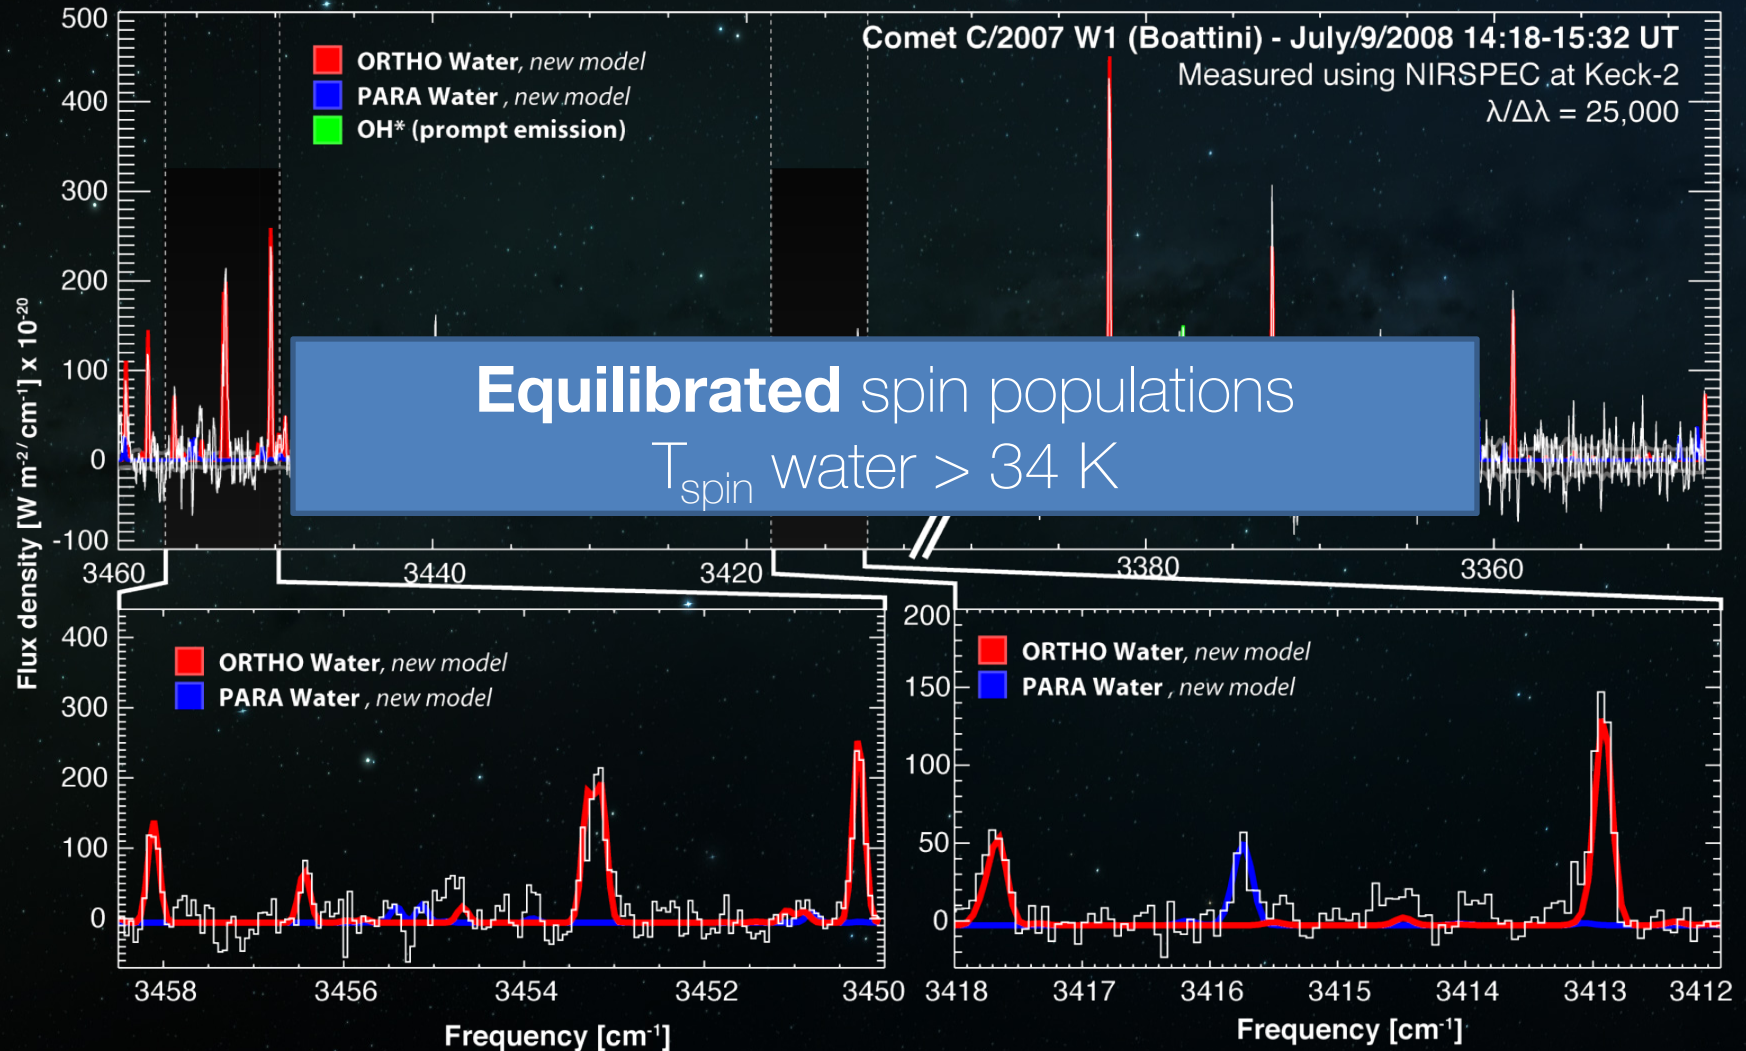 Comet C/2007 W1 (Boattini) - July/9/2008 14:18-15:32 UT
Measured using NIRSPEC at Keck-2
λ/Δλ = 25,000
ORTHO Water, new model
PARA Water , new model
OH* (prompt emission)
500
400
300
200
100
0
-100
Flux density [W m-2/ cm-1] x 10-20
Equilibrated spin populations
Tspin water > 34 K
3460 3440 3420 3380 3360
ORTHO Water, new model
PARA Water , new model
400
300
200
100
0
3458 3456 3454 3452 3450
Frequency [cm-1]
ORTHO Water, new model
PARA Water , new model
200
150
100
50
0
3418 3417 3416 3415 3414 3413 3412
Frequency [cm-1]